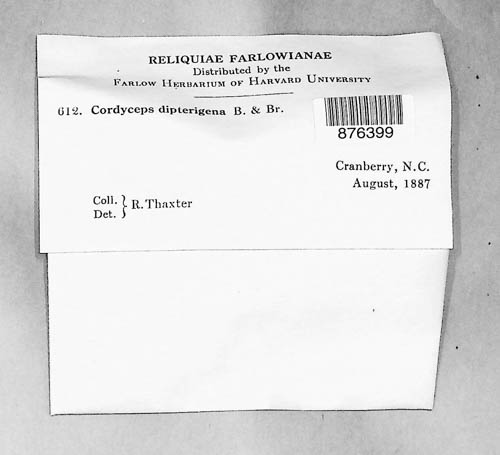 RELIQUIAE FARLOWIANAE
Distributed by the
FARLOW HERBARIUM OF HARVARD UNIVERSITY
612. Cordyceps dipterigena B. & Br.
876399
Cranberry, N.C.
August, 1887
Coll. } R. Thaxter
Det.